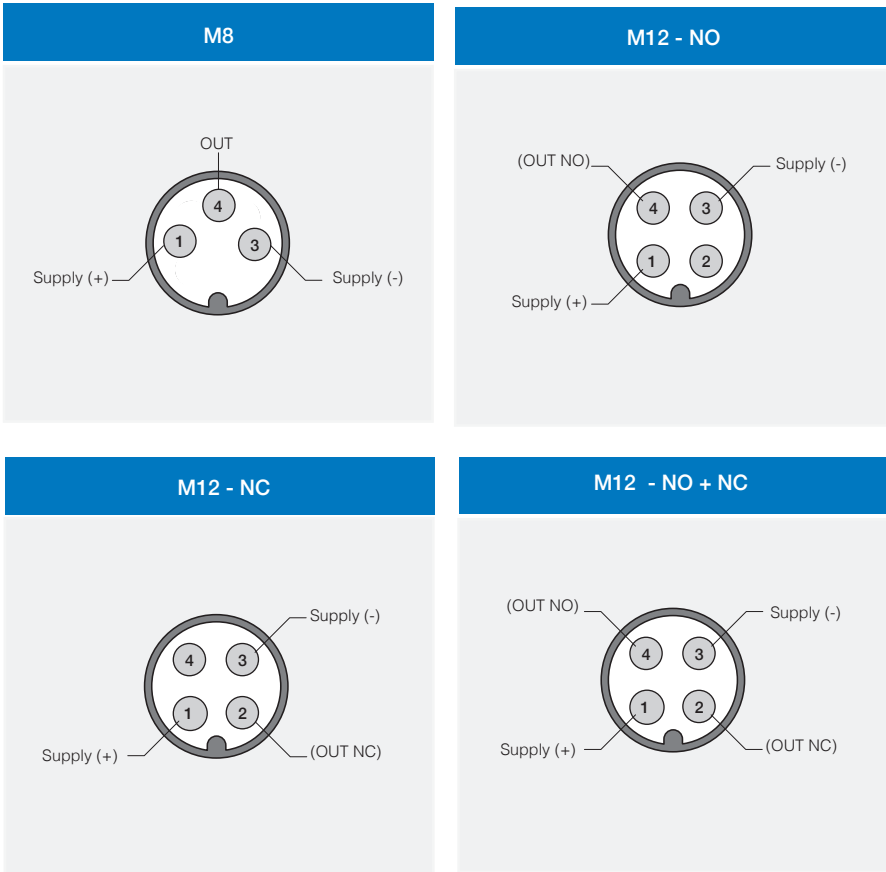 M8
OUT
4
1
3
Supply (+)
Supply (-)
M12 - NO
(OUT NO)
Supply (-)
4
3
1
2
Supply (+)
M12 - NC
Supply (-)
4
3
1
2
Supply (+)
(OUT NC)
M12 - NO + NC
(OUT NO)
Supply (-)
4
3
1
2
Supply (+)
(OUT NC)